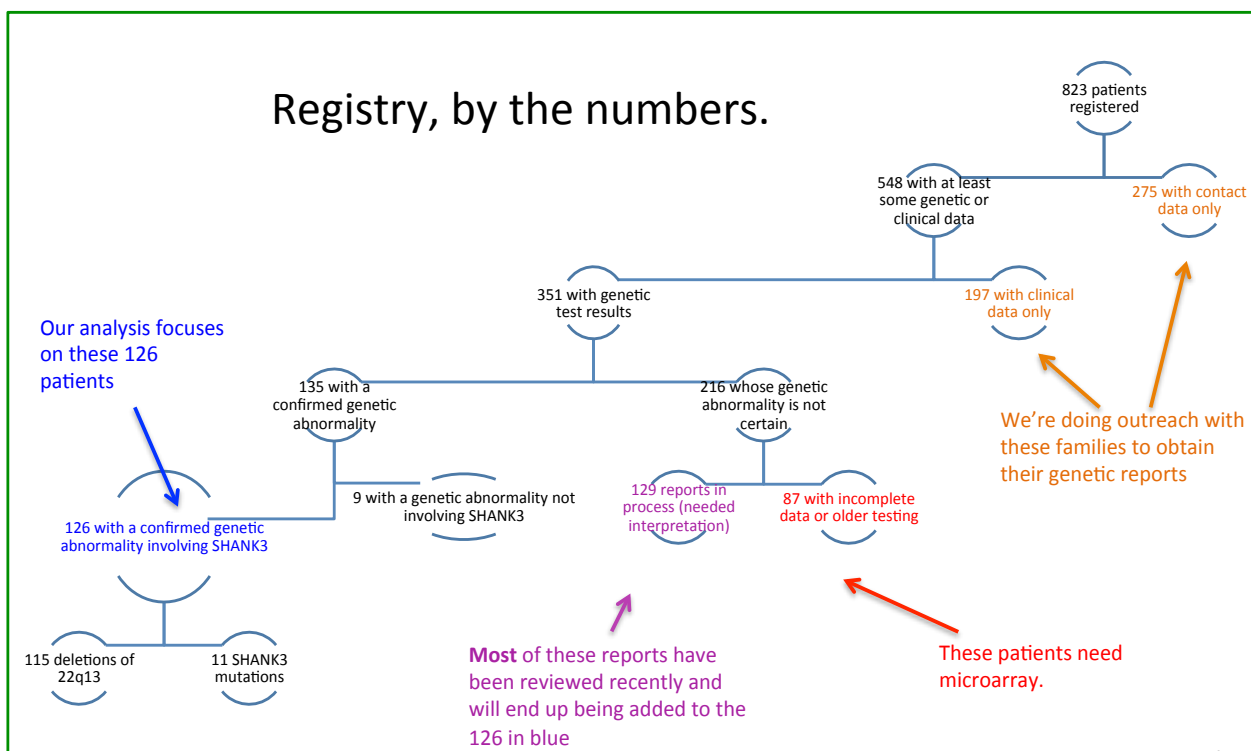 Registry, by the numbers.
823 patients
registered
548 with at least
some genetic or
clinical data
275 with contact
data only
351 with genetic
test results
197 with clinical
data only
Our analysis focuses
on these 126
patients
135 with a
confirmed genetic
abnormality
216 whose genetic
abnormality is not
certain
We're doing outreach with
these families to obtain
their genetic reports
126 with a confirmed genetic
abnormality involving SHANK3
9 with a genetic abnormality not
involving SHANK3
129 reports in
process (needed
interpretation)
87 with incomplete
data or older testing
115 deletions of
22q13
11 SHANK3
mutations
Most of these reports have
been reviewed recently and
will end up being added to the
126 in blue
These patients need
microarray.